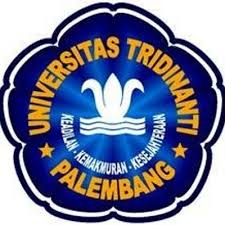 UNIVERSITAS TRIDINANTI
KEADILAN - KEMAKMURAN - KESEJAHTERAAN
PALEMBANG